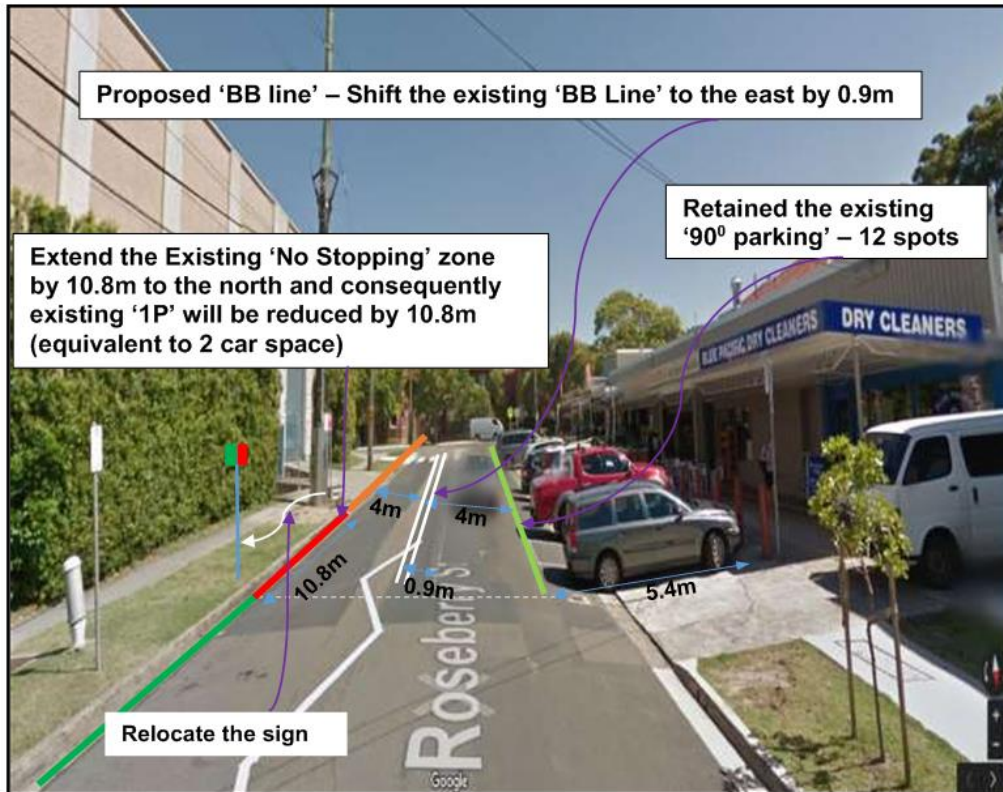 Proposed ‘BB line’ – Shift the existing ‘BB Line’ to the east by 0.9m
Retained the existing
‘90⁰ parking’ – 12 spots
Extend the Existing ‘No Stopping’ zone
by 10.8m to the north and consequently
existing ‘1P’ will be reduced by 10.8m
(equivalent to 2 car space)
BLUE PACIFIC DRY CLEANERS
DRY CLEANERS
4m
4m
10.8m
0.9m
5.4m
Roseberry S
Relocate the sign
Google